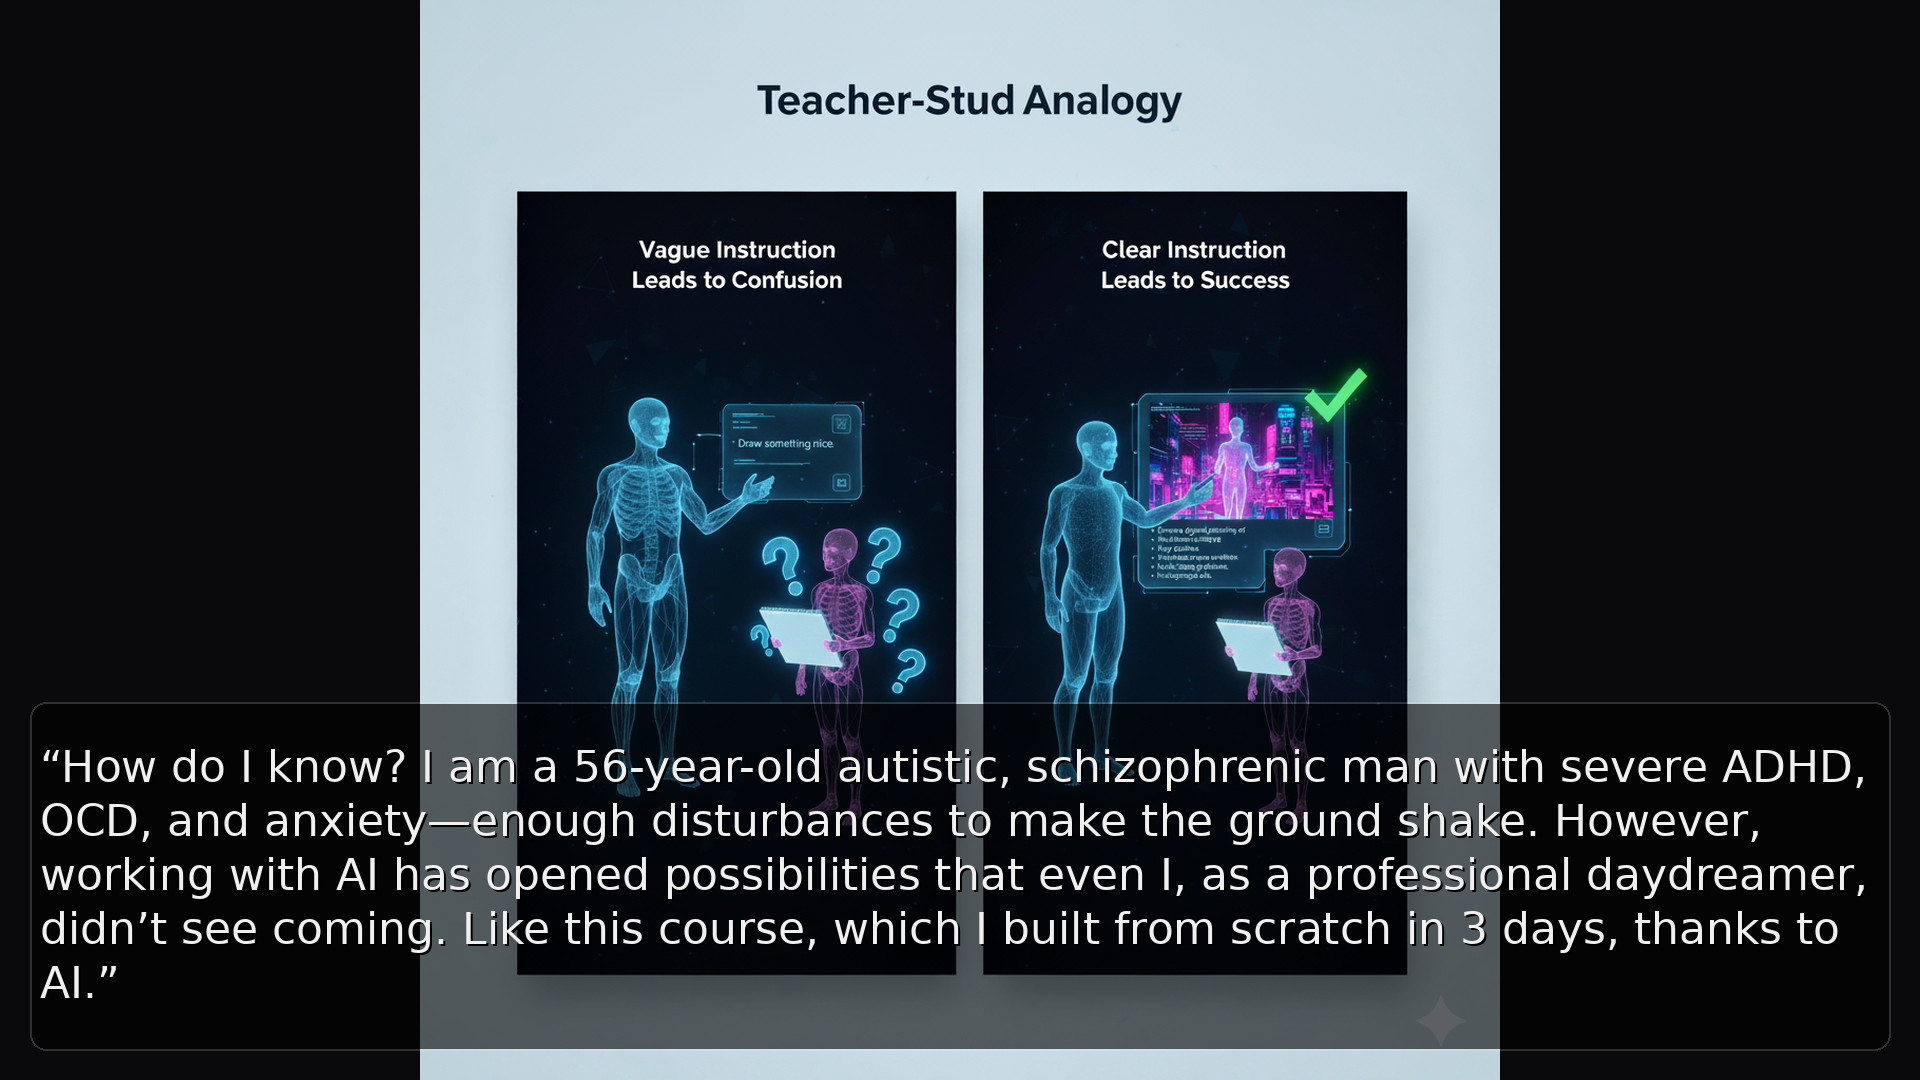 Teacher-Stud Analogy
Vague Instruction
Leads to Confusion
Draw something nice.
Clear Instruction
Leads to Success
“How do I know? I am a 56-year-old autistic, schizophrenic man with severe ADHD,
OCD, and anxiety—enough disturbances to make the ground shake. However,
working with AI has opened possibilities that even I, as a professional daydreamer,
didn’t see coming. Like this course, which I built from scratch in 3 days, thanks to
AI.”